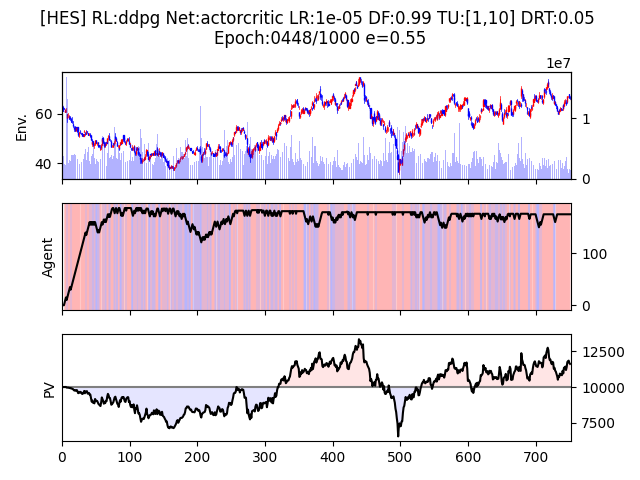 [HES] RL:ddpg Net:actorcritic LR:1e-05 DF:0.99 TU:[1,10] DRT:0.05
Epoch:0448/1000 e=0.55
1e7
Env.
60
40
1
0
Agent
100
0
PV
12500
10000
7500
0 100 200 300 400 500 600 700